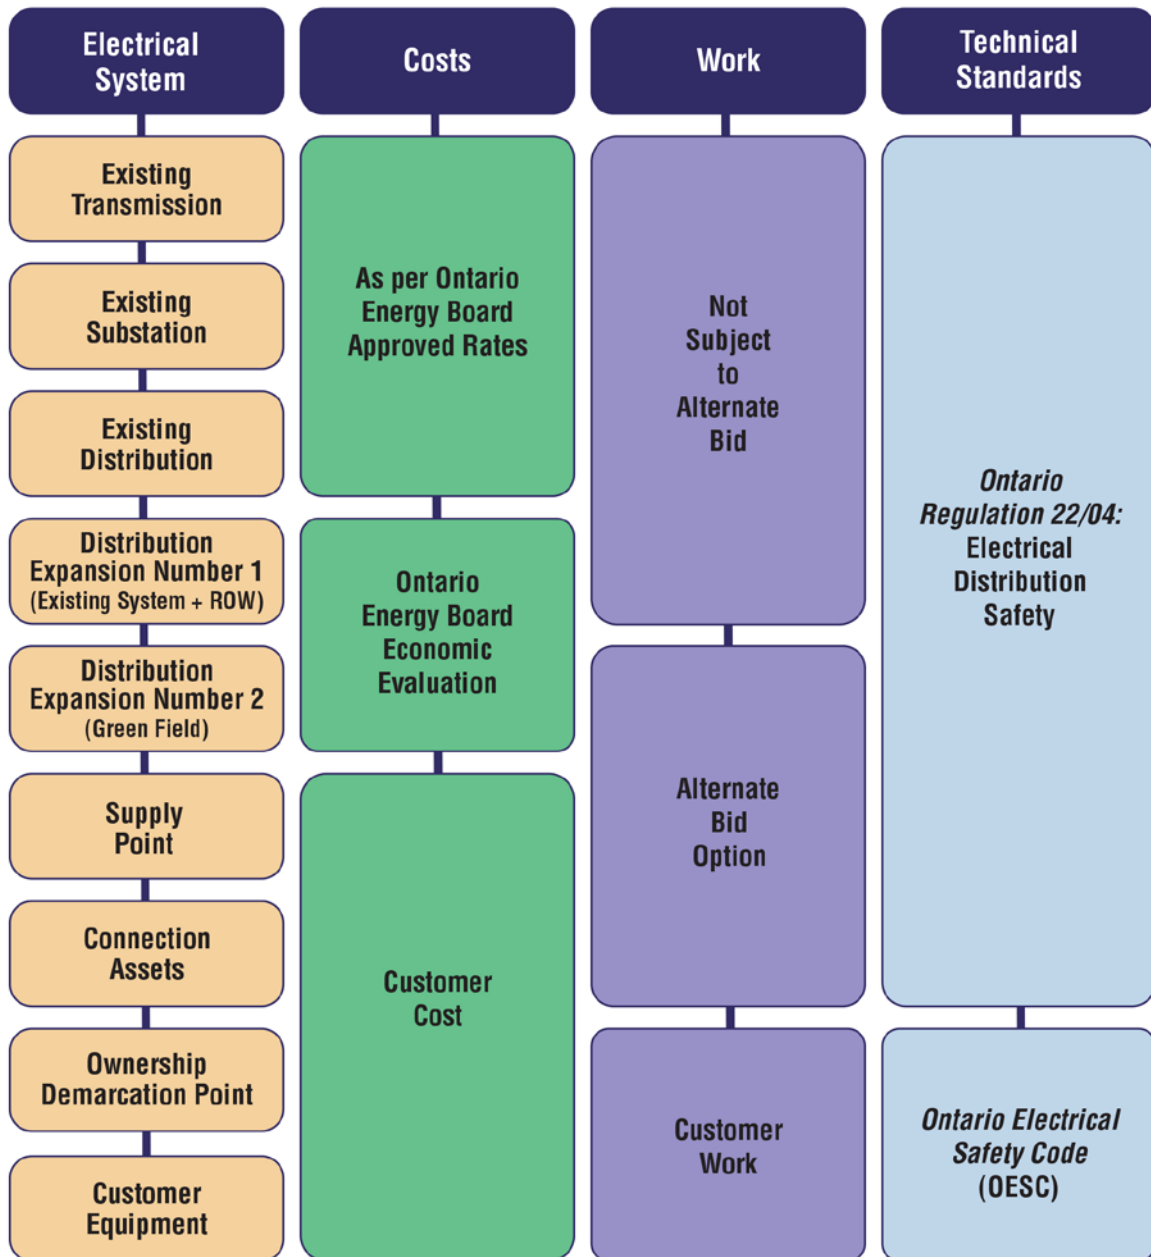 Electrical
System
Costs
Work
Technical
Standards
Existing
Transmission
Existing
Substation
Existing
Distribution
Distribution
Expansion Number 1
(Existing System + ROW)
Distribution
Expansion Number 2
(Green Field)
Supply
Point
Connection
Assets
Ownership
Demarcation Point
Customer
Equipment
As per Ontario
Energy Board
Approved Rates
Ontario
Energy Board
Economic
Evaluation
Customer
Cost
Not
Subject
to
Alternate
Bid
Alternate
Bid
Option
Customer
Work
Ontario
Regulation 22/04:
Electrical
Distribution
Safety
Ontario Electrical
Safety Code
(OESC)